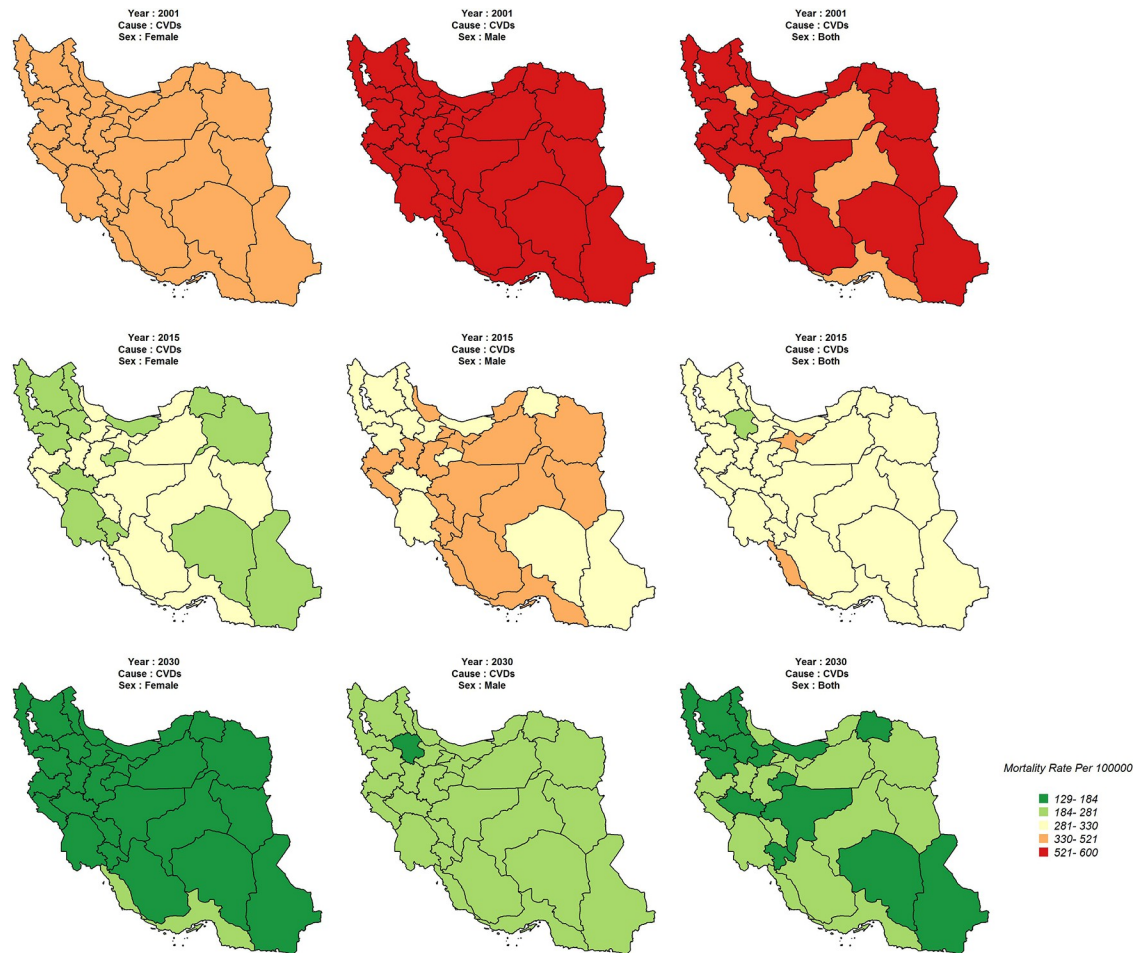 Year : 2001
Cause : CVDs
Sex : Female
Year : 2001
Cause : CVDs
Sex : Male
Year : 2001
Cause : CVDs
Sex : Both
Year : 2015
Cause : CVDs
Sex : Female
Year : 2015
Cause : CVDs
Sex : Male
Year : 2015
Cause : CVDs
Sex : Both
Year : 2030
Cause : CVDs
Sex : Female
Year : 2030
Cause : CVDs
Sex : Male
Year : 2030
Cause : CVDs
Sex : Both
Mortality Rate Per 100000
129- 184
184- 281
281- 330
330- 521
521- 600